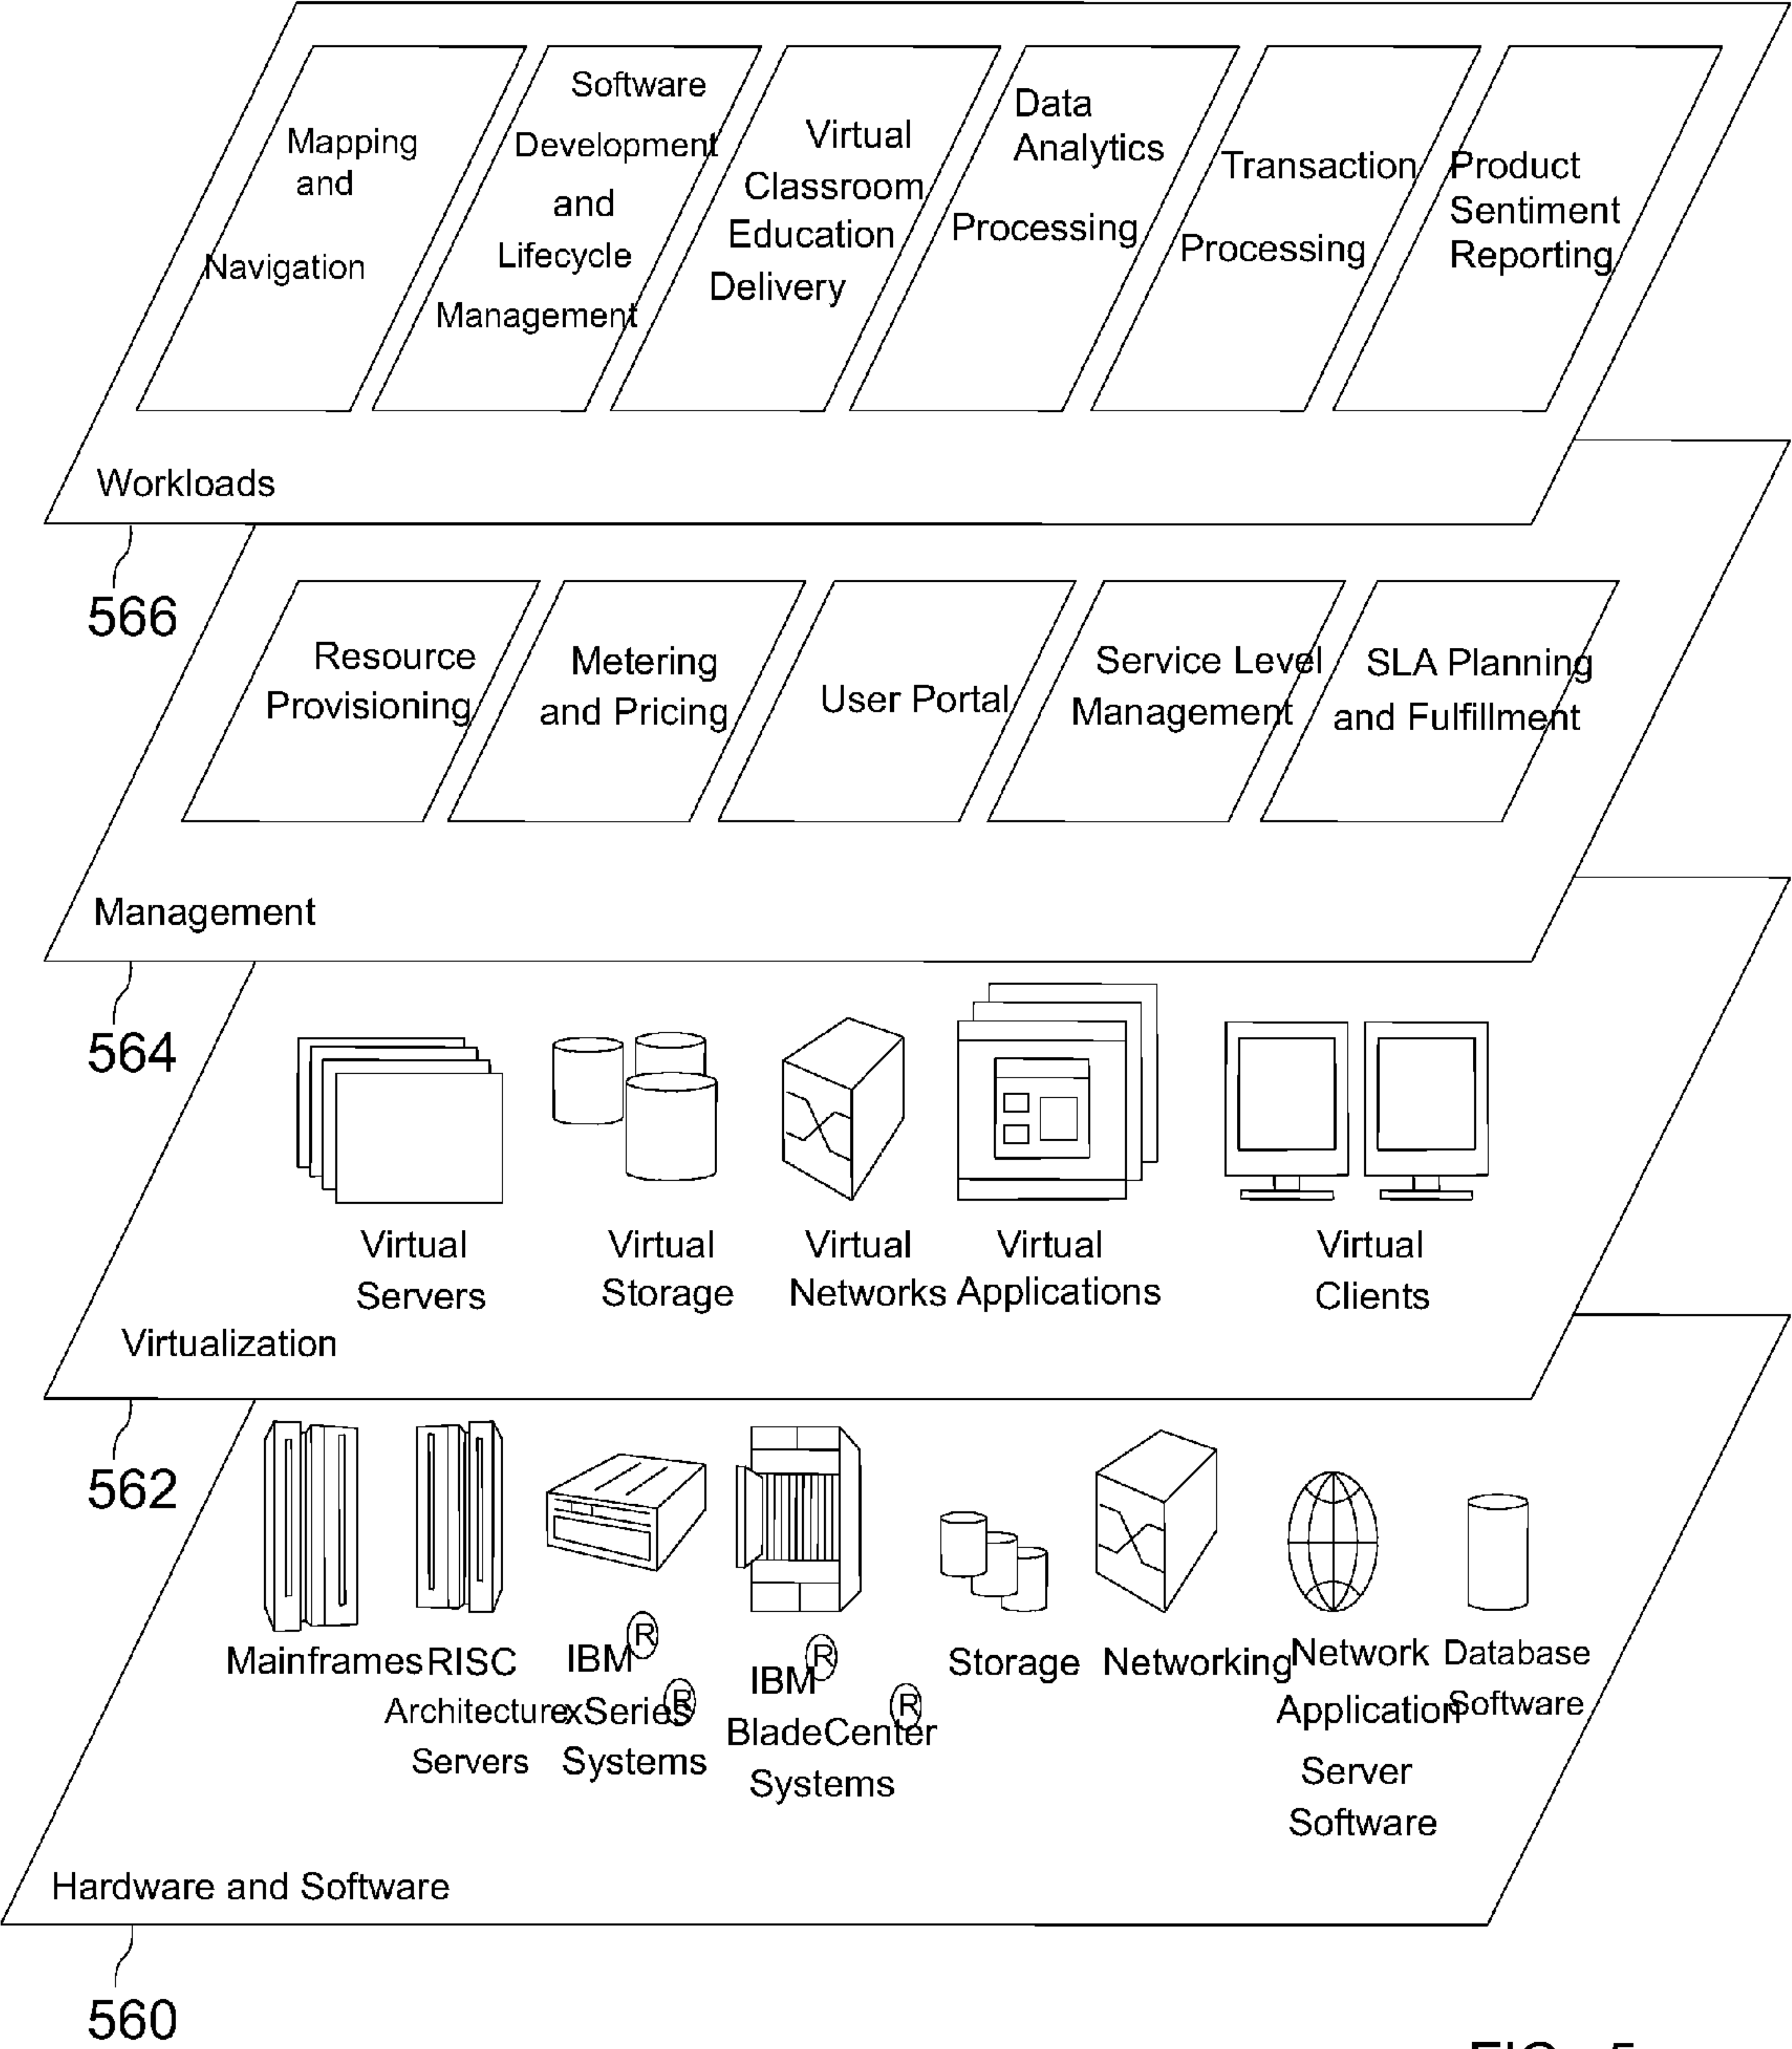 Mapping
and
Navigation
Software
Development
and
Lifecycle
Management
Virtual
Classroom
Education
Delivery
Data
Analytics
Processing
Transaction
Processing
Product
Sentiment
Reporting
Workloads
566
Resource
Provisioning
Metering
and Pricing
User Portal
Service Level
Management
SLA Planning
and Fulfillment
Management
564
Virtual
Servers
Virtual
Storage
Virtual
Networks
Virtual
Applications
Virtual
Clients
Virtualization
562
Mainframes
RISC
Architecture
Servers
IBM®
xSeries®
Systems
IBM®
BladeCenter®
Systems
Storage
Networking
Network
Application
Server
Software
Database
Software
Hardware and Software
560